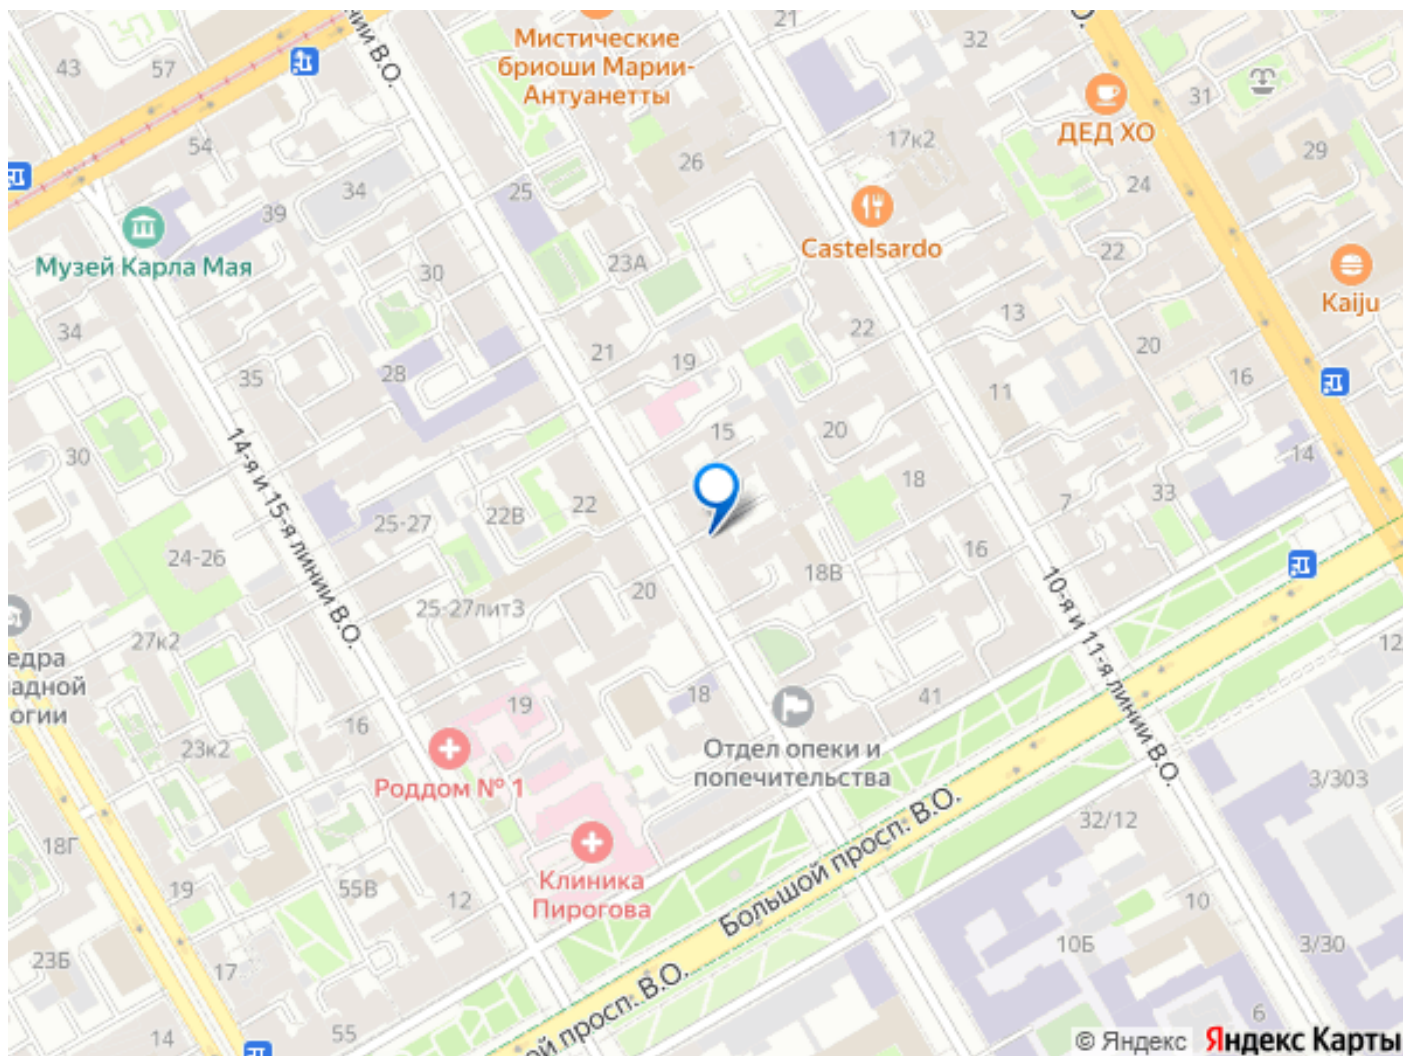 43
57
НИИ В.О.
Мистические
бриоши Марии-
Антуанетты
21
О.
32
31
ДЕД ХО
29
54
34
39
25
26
17к2
24
22
Castelsardo
Kaiju
Музей Карла Мая
30
23А
34
35
28
21
19
22
13
20
16
11
15
20
18
14
30
14-я и 15-я линии В.О.
25-27
22В
22
7
33
24-26
16
18В
25-27литЗ
20
10-я и 11-я линии В.О.
27к2
едра
адной
огии
12
16
23к2
19
18
41
Отдел опеки и
попечительства
Роддом № 1
3/303
32/12
Большой просп. В.О.
18Г
19
55В
12
Клиника
Пирогова
10
10Б
3/30
23Б
17
14
55
ой просп. В.О.
6
© Яндекс Яндекс Карты